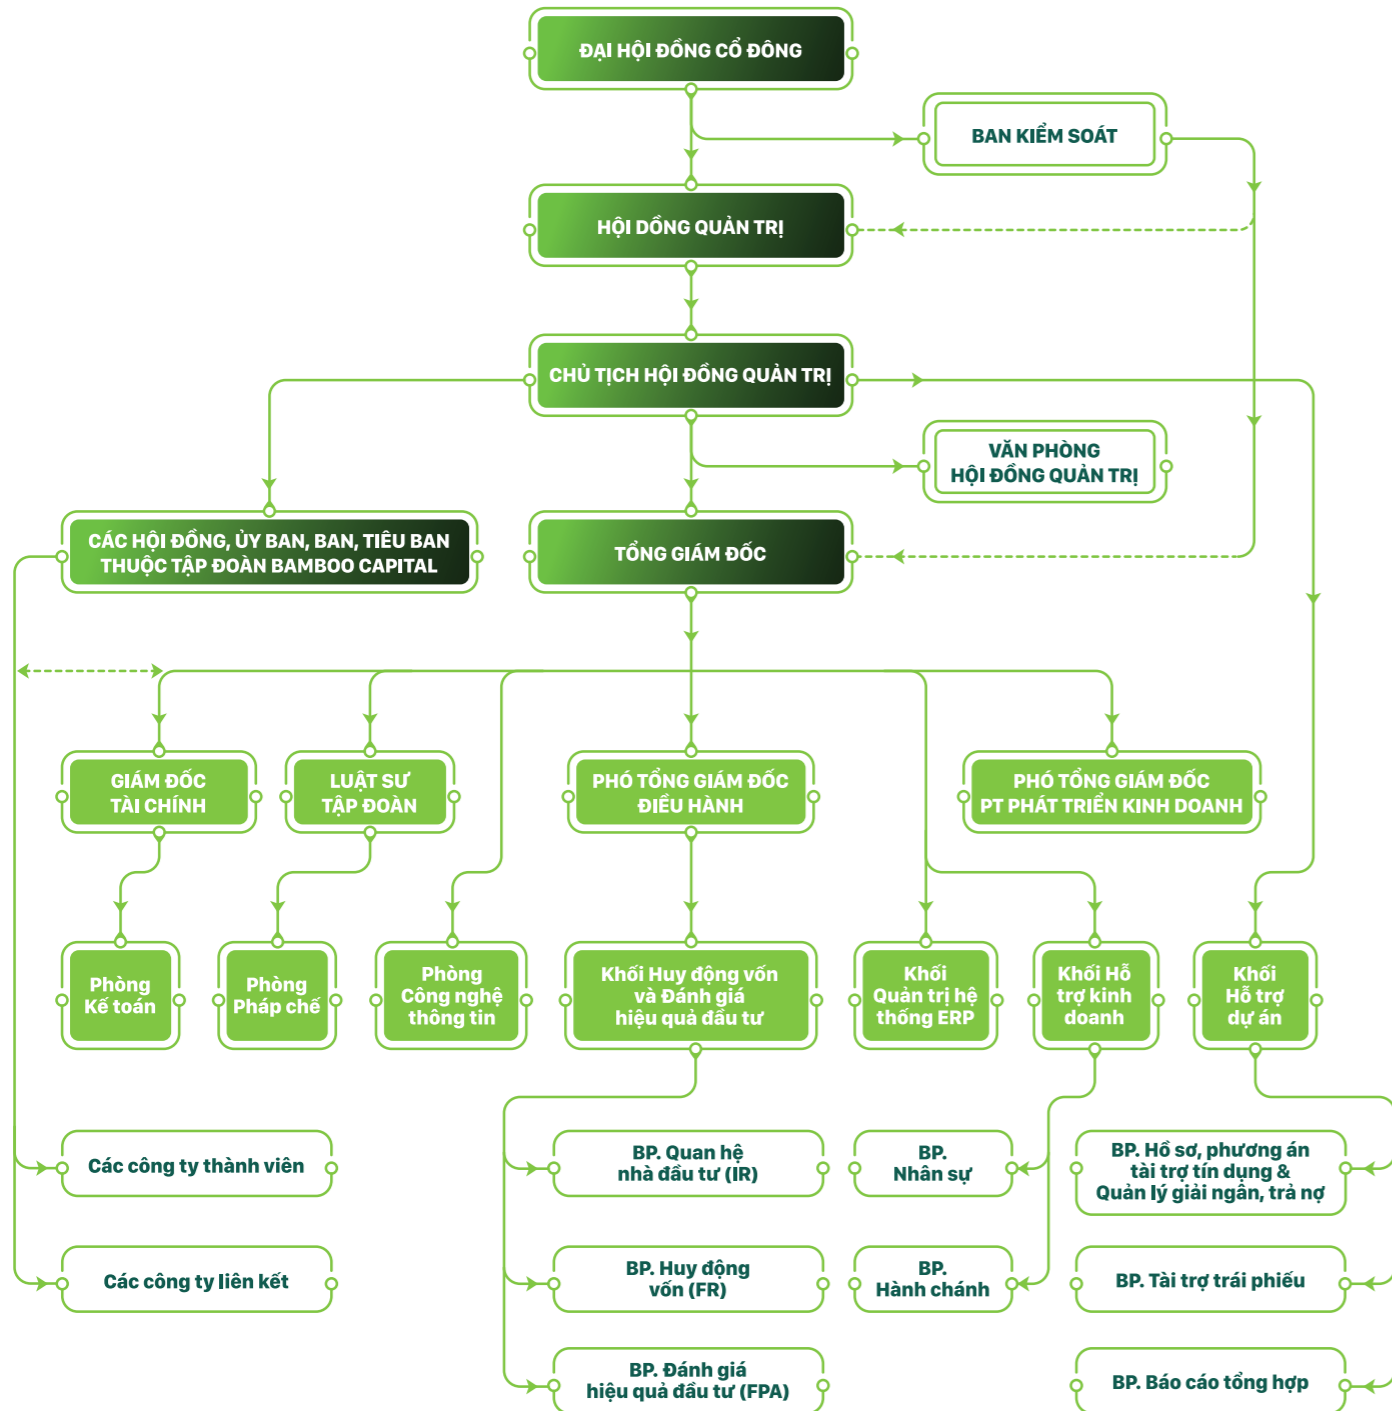 ĐẠI HỘI ĐỒNG CỔ ĐÔNG
BAN KIỂM SOÁT
HỘI DỒNG QUẢN TRỊ
CHỦ TỊCH HỘI ĐỒNG QUẢN TRỊ
VĂN PHÒNG
HỘI ĐỒNG QUẢN TRỊ
CÁC HỘI ĐỒNG, ỦY BAN, BAN, TIÊU BAN
THUỘC TẬP ĐOÀN BAMBOO CAPITAL
TỔNG GIÁM ĐỐC
GIÁM ĐỐC
TÀI CHÍNH
LUẬT SƯ
TẬP ĐOÀN
PHÓ TỔNG GIÁM ĐỐC
ĐIỀU HÀNH
PHÓ TỔNG GIÁM ĐỐC
PT PHÁT TRIỂN KINH DOANH
Phòng
Kế toán
Phòng
Pháp chế
Phòng
Công nghệ
thông tin
Khối Huy động vốn
và Đánh giá
hiệu quả đầu tư
Khối
Quản trị hệ
thống ERP
Khối Hỗ
trợ kinh
doanh
Khối
Hỗ trợ
dự án
Các công ty thành viên
BP. Quan hệ
nhà đầu tư (IR)
BP.
Nhân sự
BP. Hồ sơ, phương án
tài trợ tín dụng &
Quản lý giải ngân, trả nợ
Các công ty liên kết
BP. Huy động
vốn (FR)
BP.
Hành chánh
BP. Tài trợ trái phiếu
BP. Đánh giá
hiệu quả đầu tư (FPA)
BP. Báo cáo tổng hợp